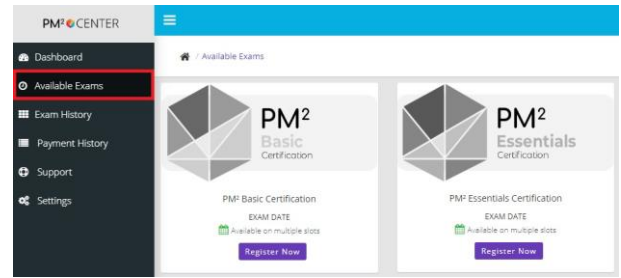 PM² CENTER
Dashboard
Available Exams
Exam History
Payment History
Support
Settings
/ Available Exams
PM²
Basic
Certification
PM² Basic Certification
EXAM DATE
Available on multiple slots
Register Now
PM²
Essentials
Certification
PM² Essentials Certification
EXAM DATE
Available on multiple slots
Register Now